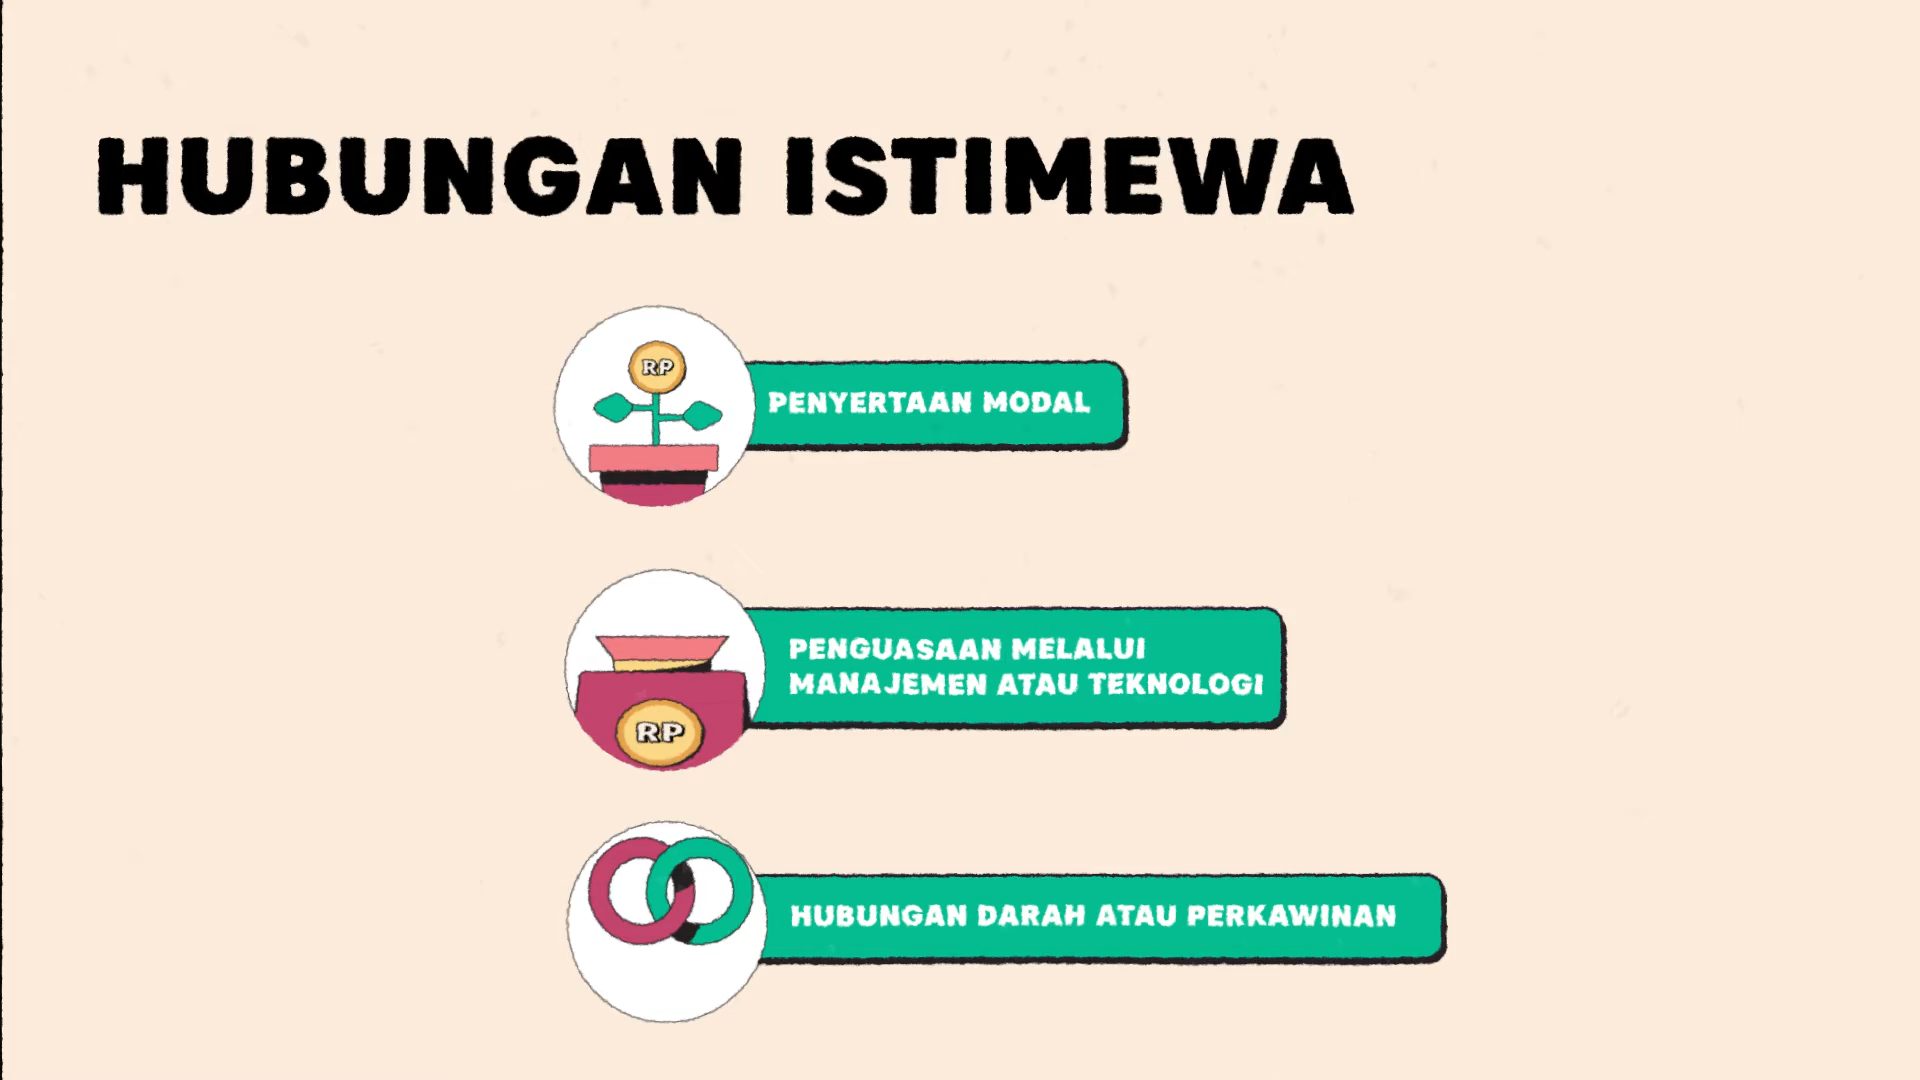 HUBUNGAN ISTIMEWA
RP
PENYERTAAN MODAL
PENGUASAAN MELALUI
MANAJEMEN ATAU TEKNOLOGI
RP
HUBUNGAN DARAH ATAU PERKAWINAN